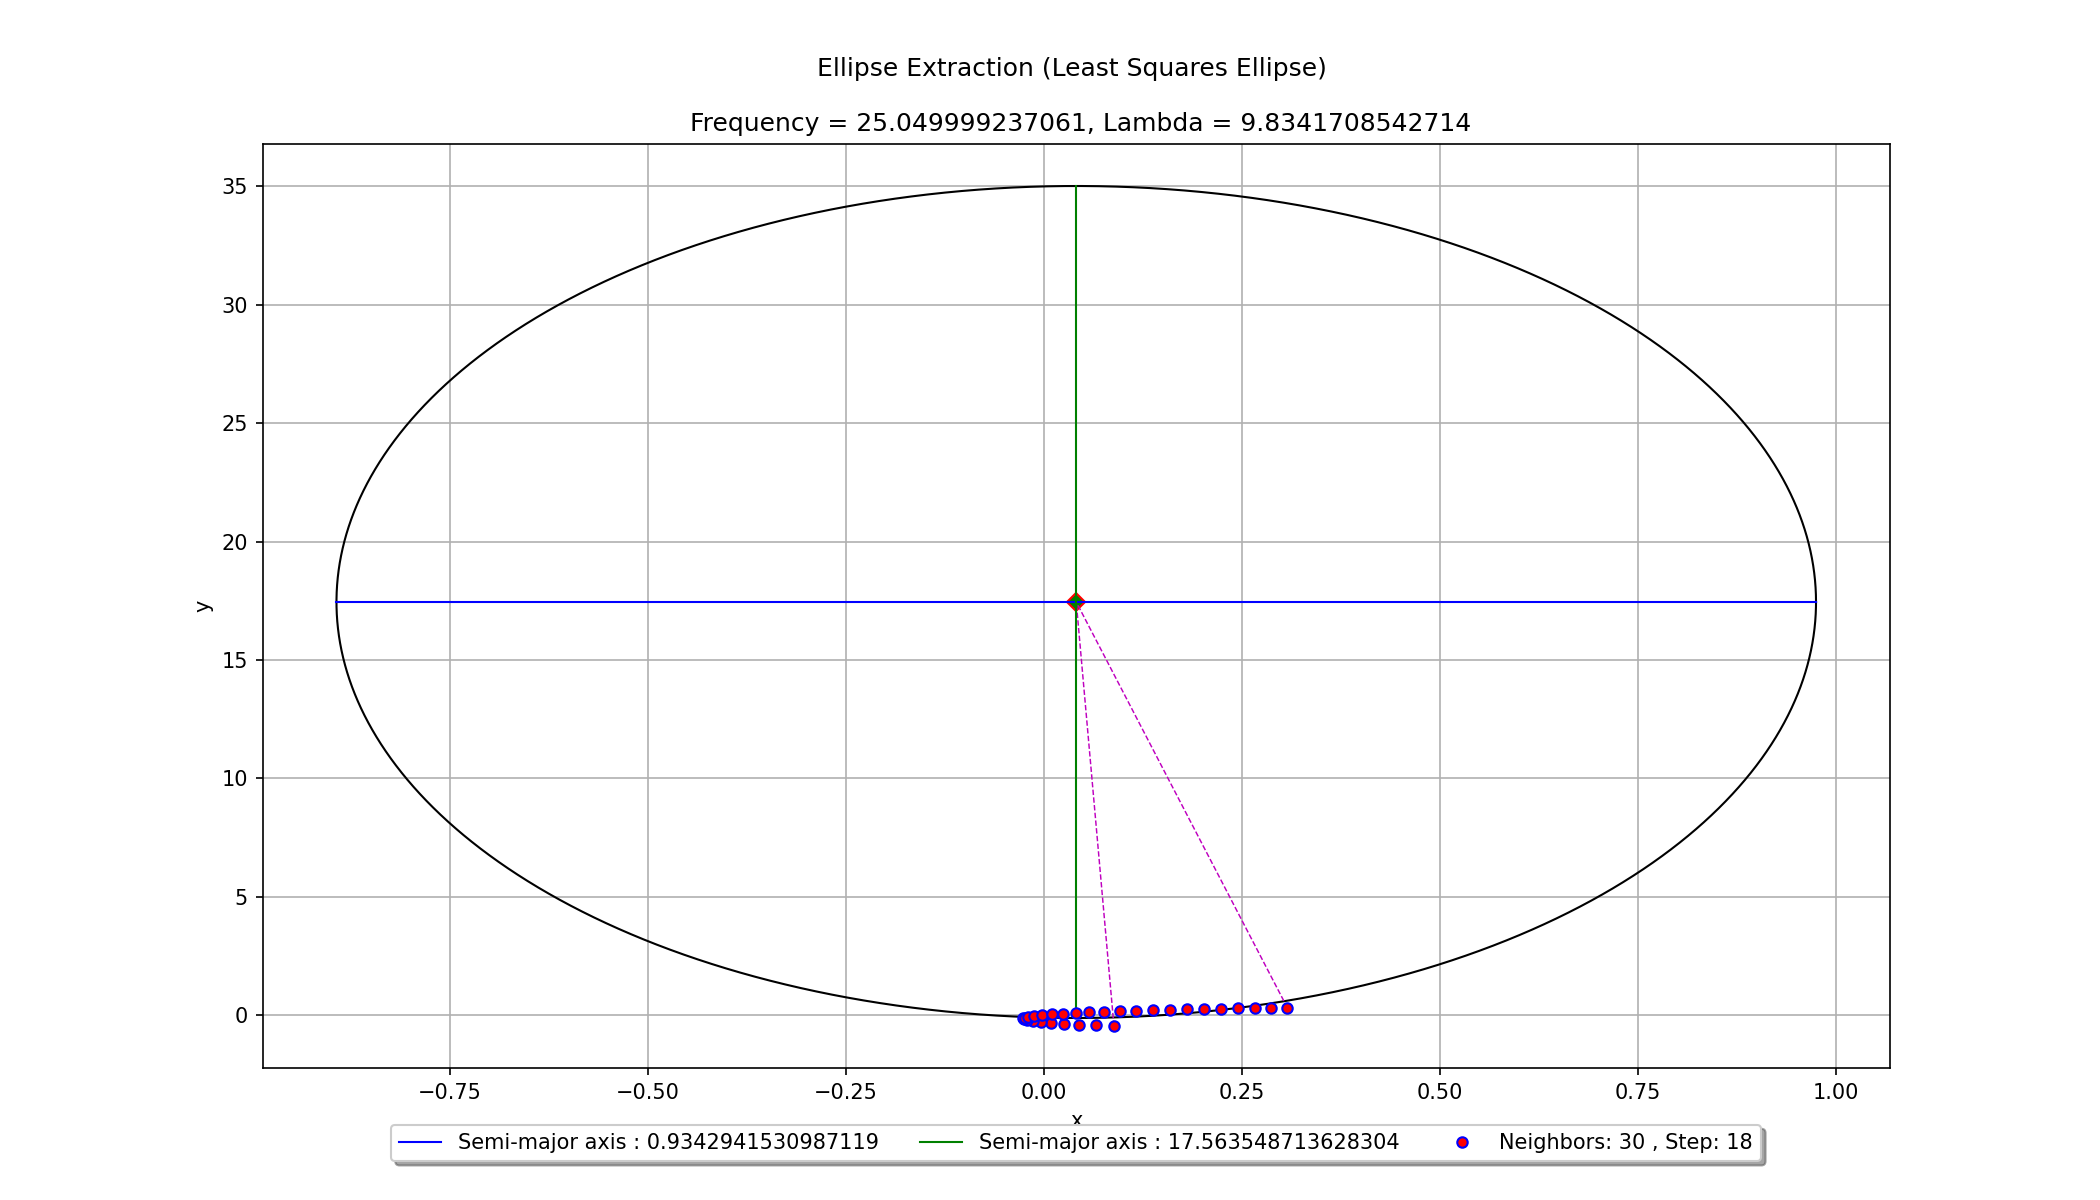 Ellipse Extraction (Least Squares Ellipse)
Frequency = 25.049999237061, Lambda = 9.8341708542714
35
30
25
20
15
10
5
0
y
−0.75 −0.50 −0.25 0.00 0.25 0.50 0.75 1.00
x
Semi-major axis : 0.9342941530987119 Semi-major axis : 17.563548713628304 Neighbors: 30 , Step: 18